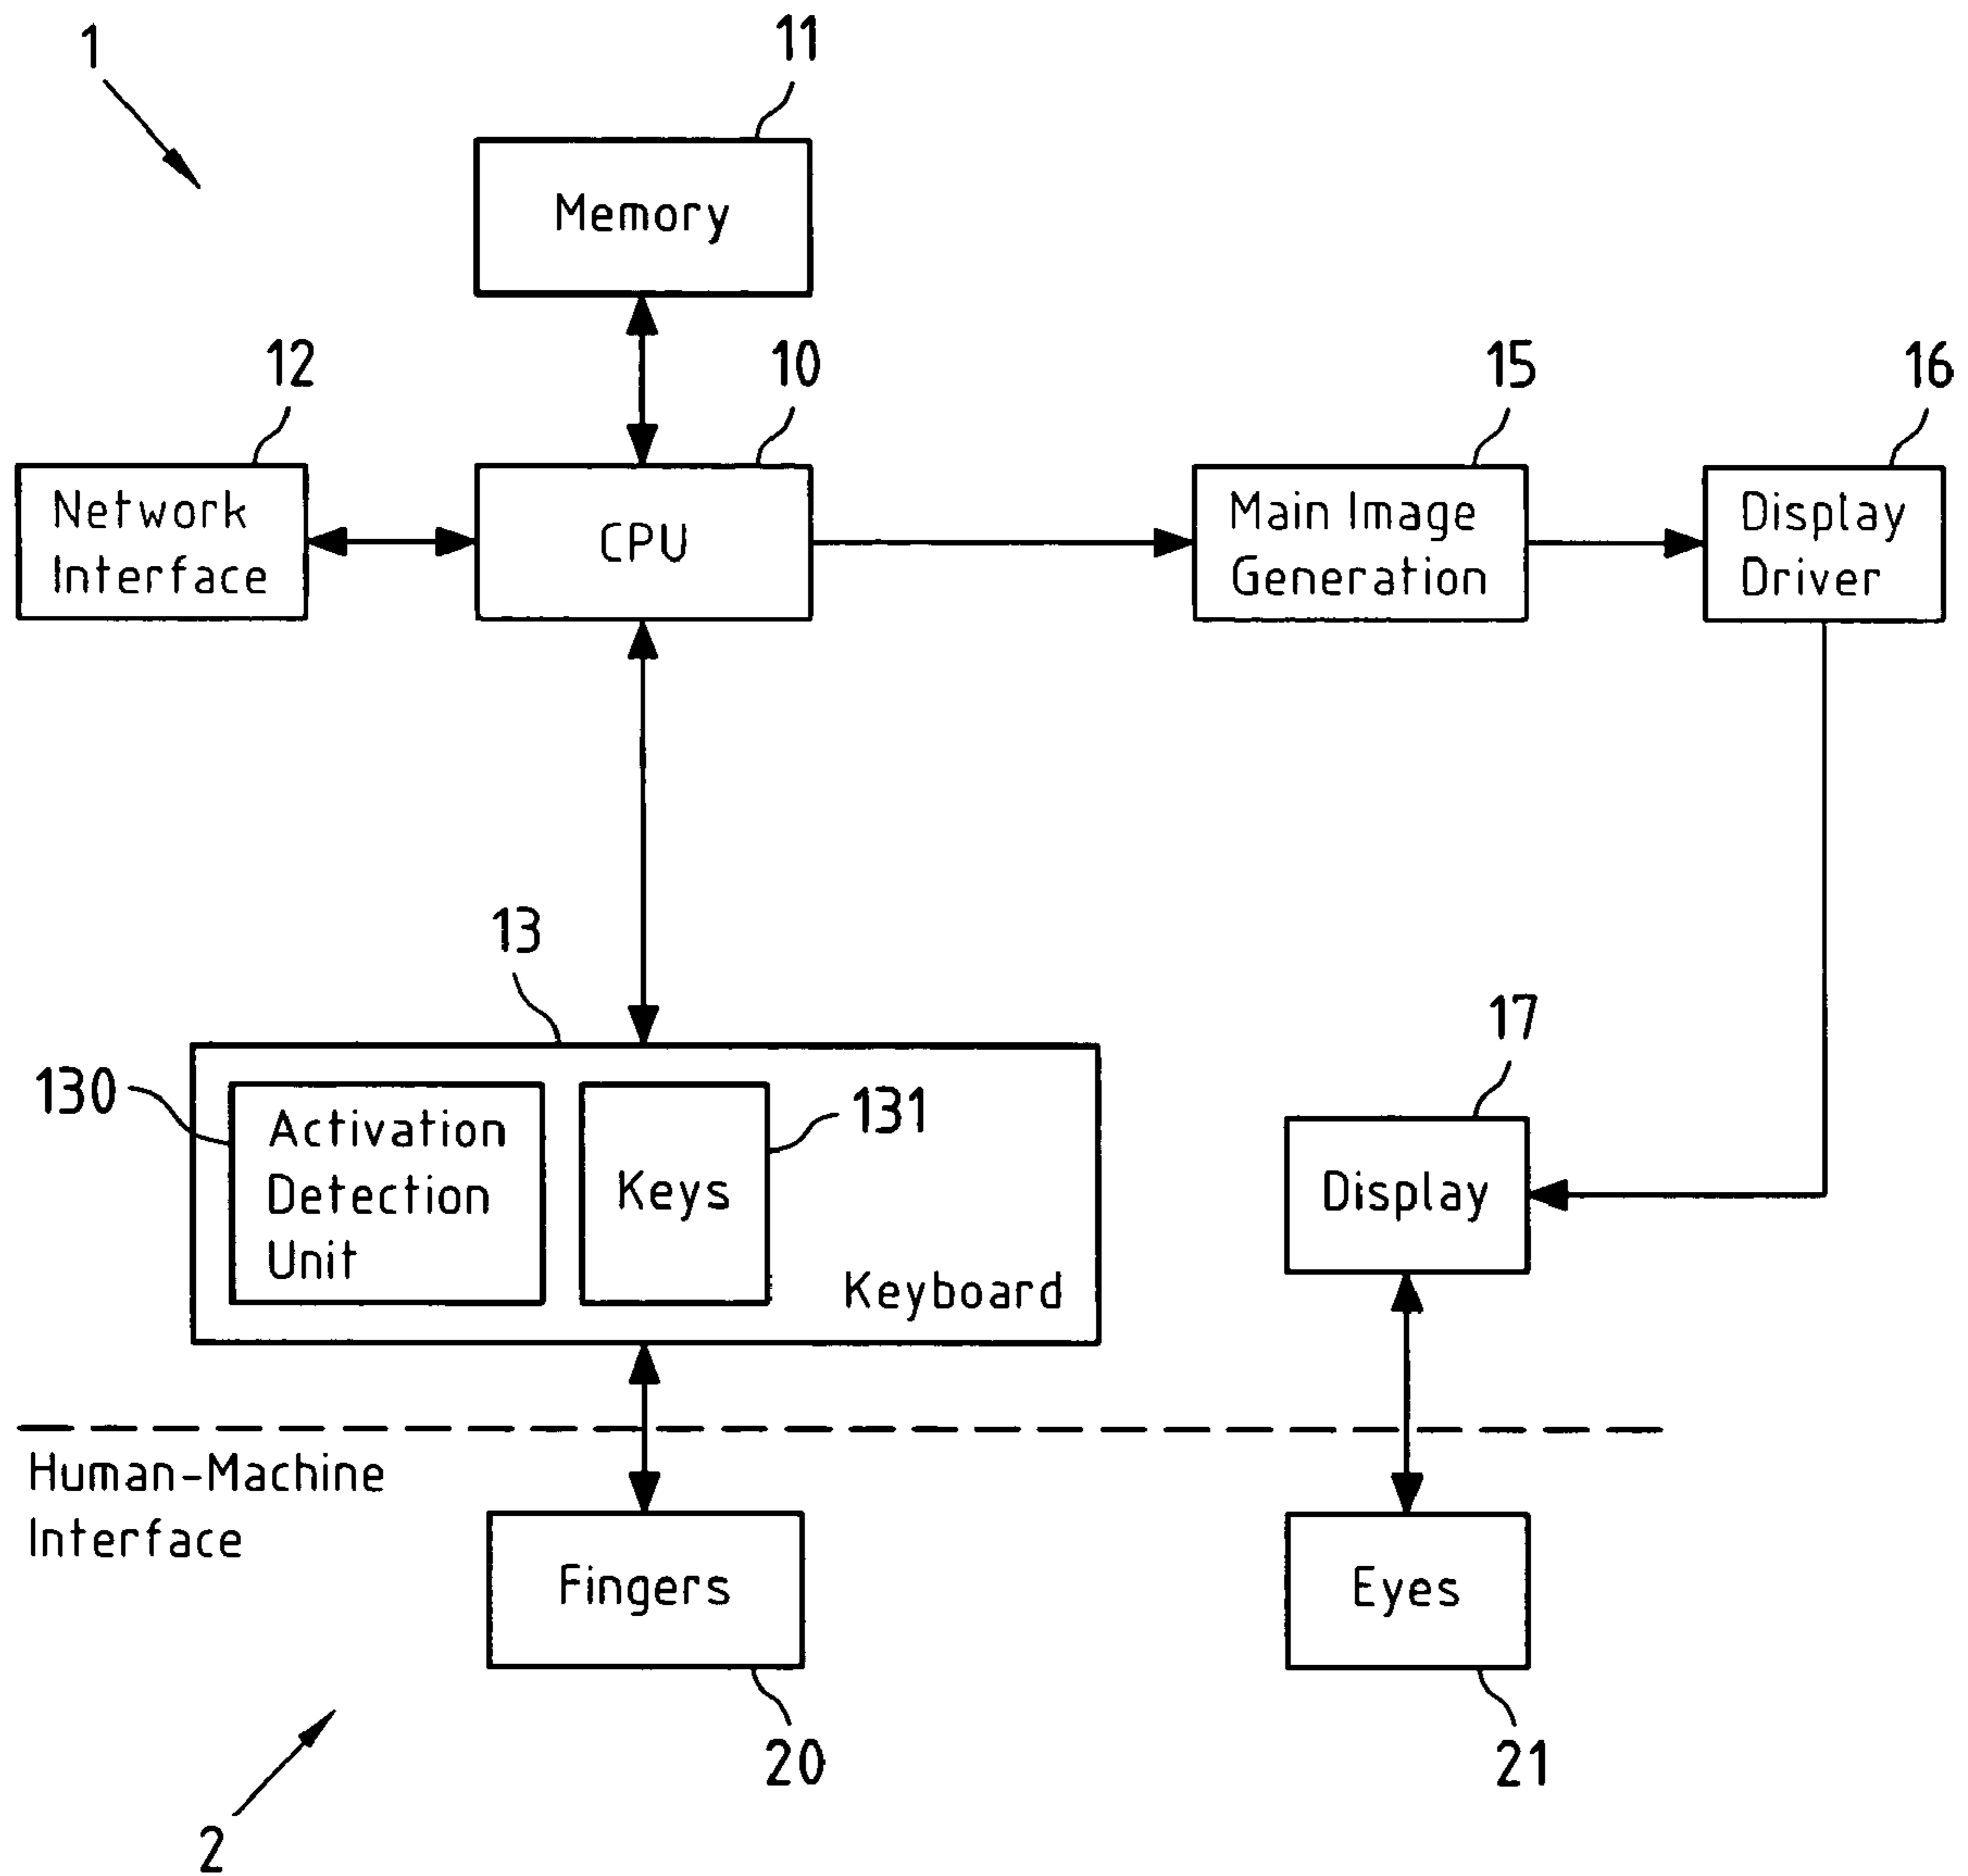 1
11
Memory
12
10
15
16
Network
Interface
CPU
Main Image
Generation
Display
Driver
13
17
130
131
Activation
Detection
Unit
Keys
Keyboard
Display
Human-Machine
Interface
Fingers
Eyes
20
21
2